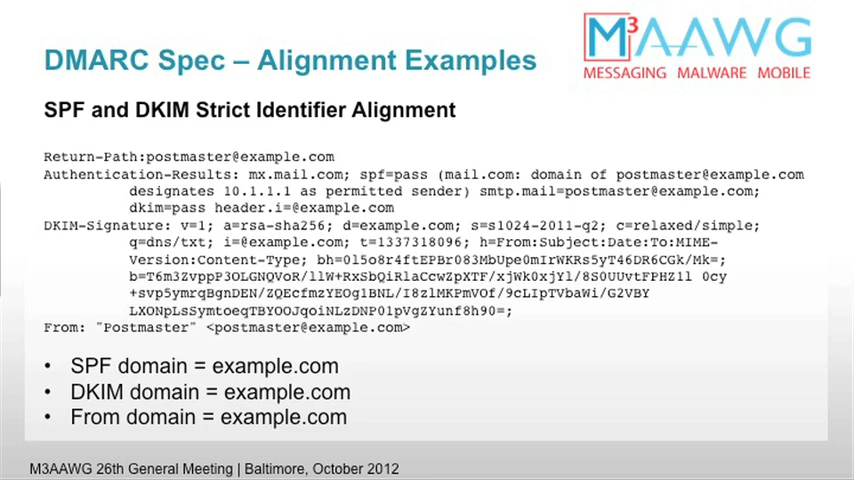 DMARC Spec – Alignment Examples
M3AAWG
MESSAGING MALWARE MOBILE
SPF and DKIM Strict Identifier Alignment
Return-Path:postmaster@example.com
Authentication-Results: mx.mail.com; spf=pass (mail.com: domain of postmaster@example.com
designates 10.1.1.1 as permitted sender) smtp.mail=postmaster@example.com;
dkim=pass header.i=@example.com
DKIM-Signature: v=1; a=rsa-sha256; d=example.com; s=s1024-2011-q2; c=relaxed/simple;
q=dns/txt; i=@example.com; t=1337318096; h=From:Subject:Date:To:MIME-
Version:Content-Type; bh=0l5o8r4ftEPBr083MbUpe0mIrWKRs5yT46DR6CGk/Mk=;
b=T6m3ZvppP3OLGNQVoR/llW+RxSbQiRlaCcwZpXTF/xjWk0xjYl/8S0UUvtFPHZ1l 0cy
+svp5ymrqBgnDEN/ZQEcfmzYEOg1BNL/I8zlMKPmVOf/9cLIpTVbaWi/G2VBY
LXONpLsSymtoeqTBYOOJqoiNLzDNP01pVgZYunf8h90=;
From: "Postmaster" <postmaster@example.com>
• SPF domain = example.com
• DKIM domain = example.com
• From domain = example.com
M3AAWG 26th General Meeting | Baltimore, October 2012